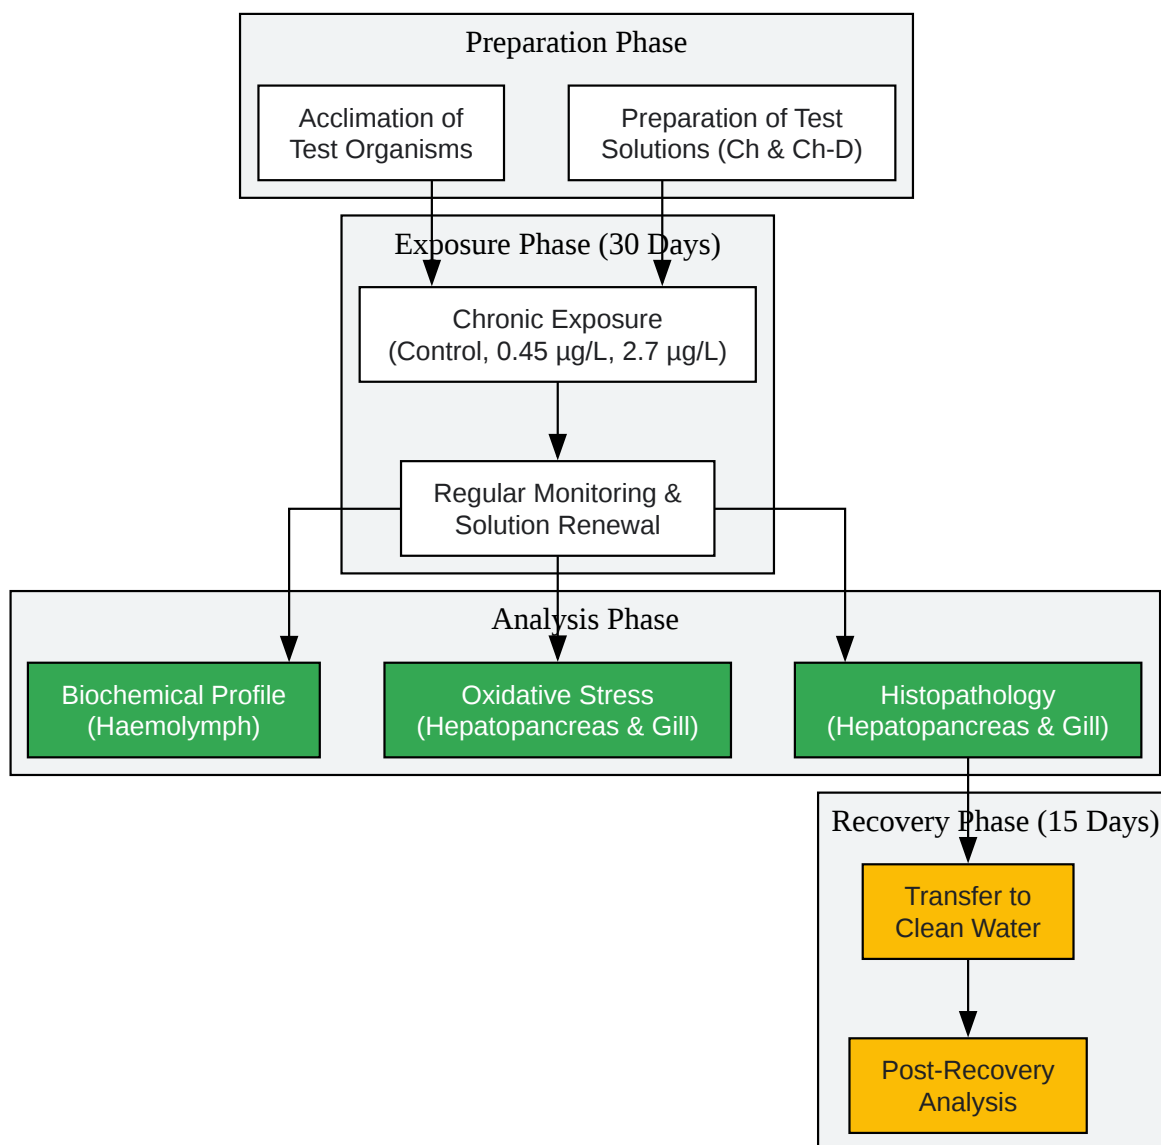 Preparation Phase
Acclimation of
Test Organisms
Preparation of Test
Solutions (Ch & Ch-D)
Exposure Phase (30 Days)
Chronic Exposure
(Control, 0.45 µg/L, 2.7 µg/L)
Regular Monitoring &
Solution Renewal
Analysis Phase
Biochemical Profile
(Haemolymph)
Oxidative Stress
(Hepatopancreas & Gill)
Histopathology
(Hepatopancreas & Gill)
Recovery Phase (15 Days)
Transfer to
Clean Water
Post-Recovery
Analysis